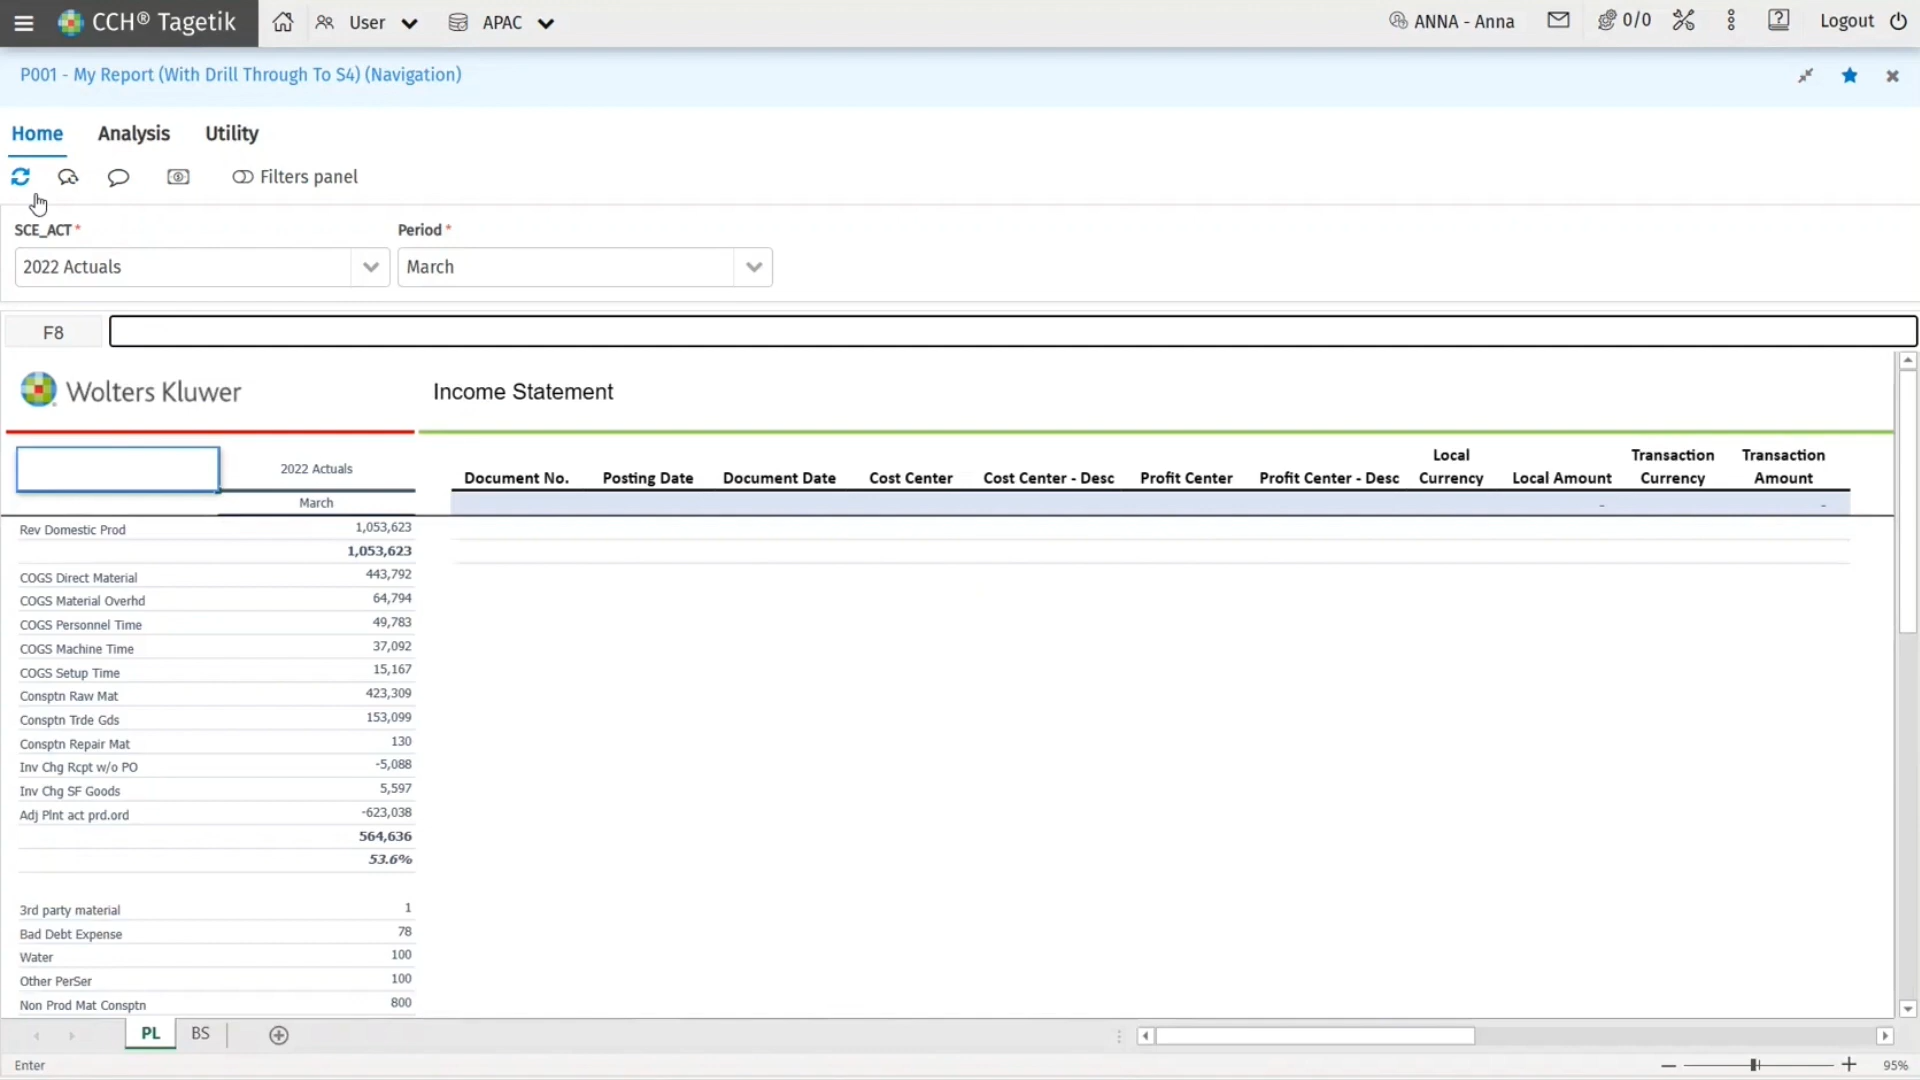 CCH® Tagetik User APAC ANNA - Anna 0/0 Logout
P001 - My Report (With Drill Through To S4) (Navigation)
Home Analysis Utility
Filters panel
SCE_ACT * Period *
2022 Actuals March
F8
Wolters Kluwer Income Statement
2022 Actuals
March
Document No. Posting Date Document Date Cost Center Cost Center - Desc Profit Center Profit Center - Desc Local Currency Local Amount Transaction Currency Transaction Amount
- -
Rev Domestic Prod 1,053,623
1,053,623
COGS Direct Material 443,792
COGS Material Overhd 64,794
COGS Personnel Time 49,783
COGS Machine Time 37,092
COGS Setup Time 15,167
Consptn Raw Mat 423,309
Consptn Trde Gds 153,099
Consptn Repair Mat 130
Inv Chg Rcpt w/o PO -5,088
Inv Chg SF Goods 5,597
Adj Plnt act prd.ord -623,038
564,636
53.6%
3rd party material 1
Bad Debt Expense 78
Water 100
Other PerSer 100
Non Prod Mat Consptn 800
PL BS
Enter 95%